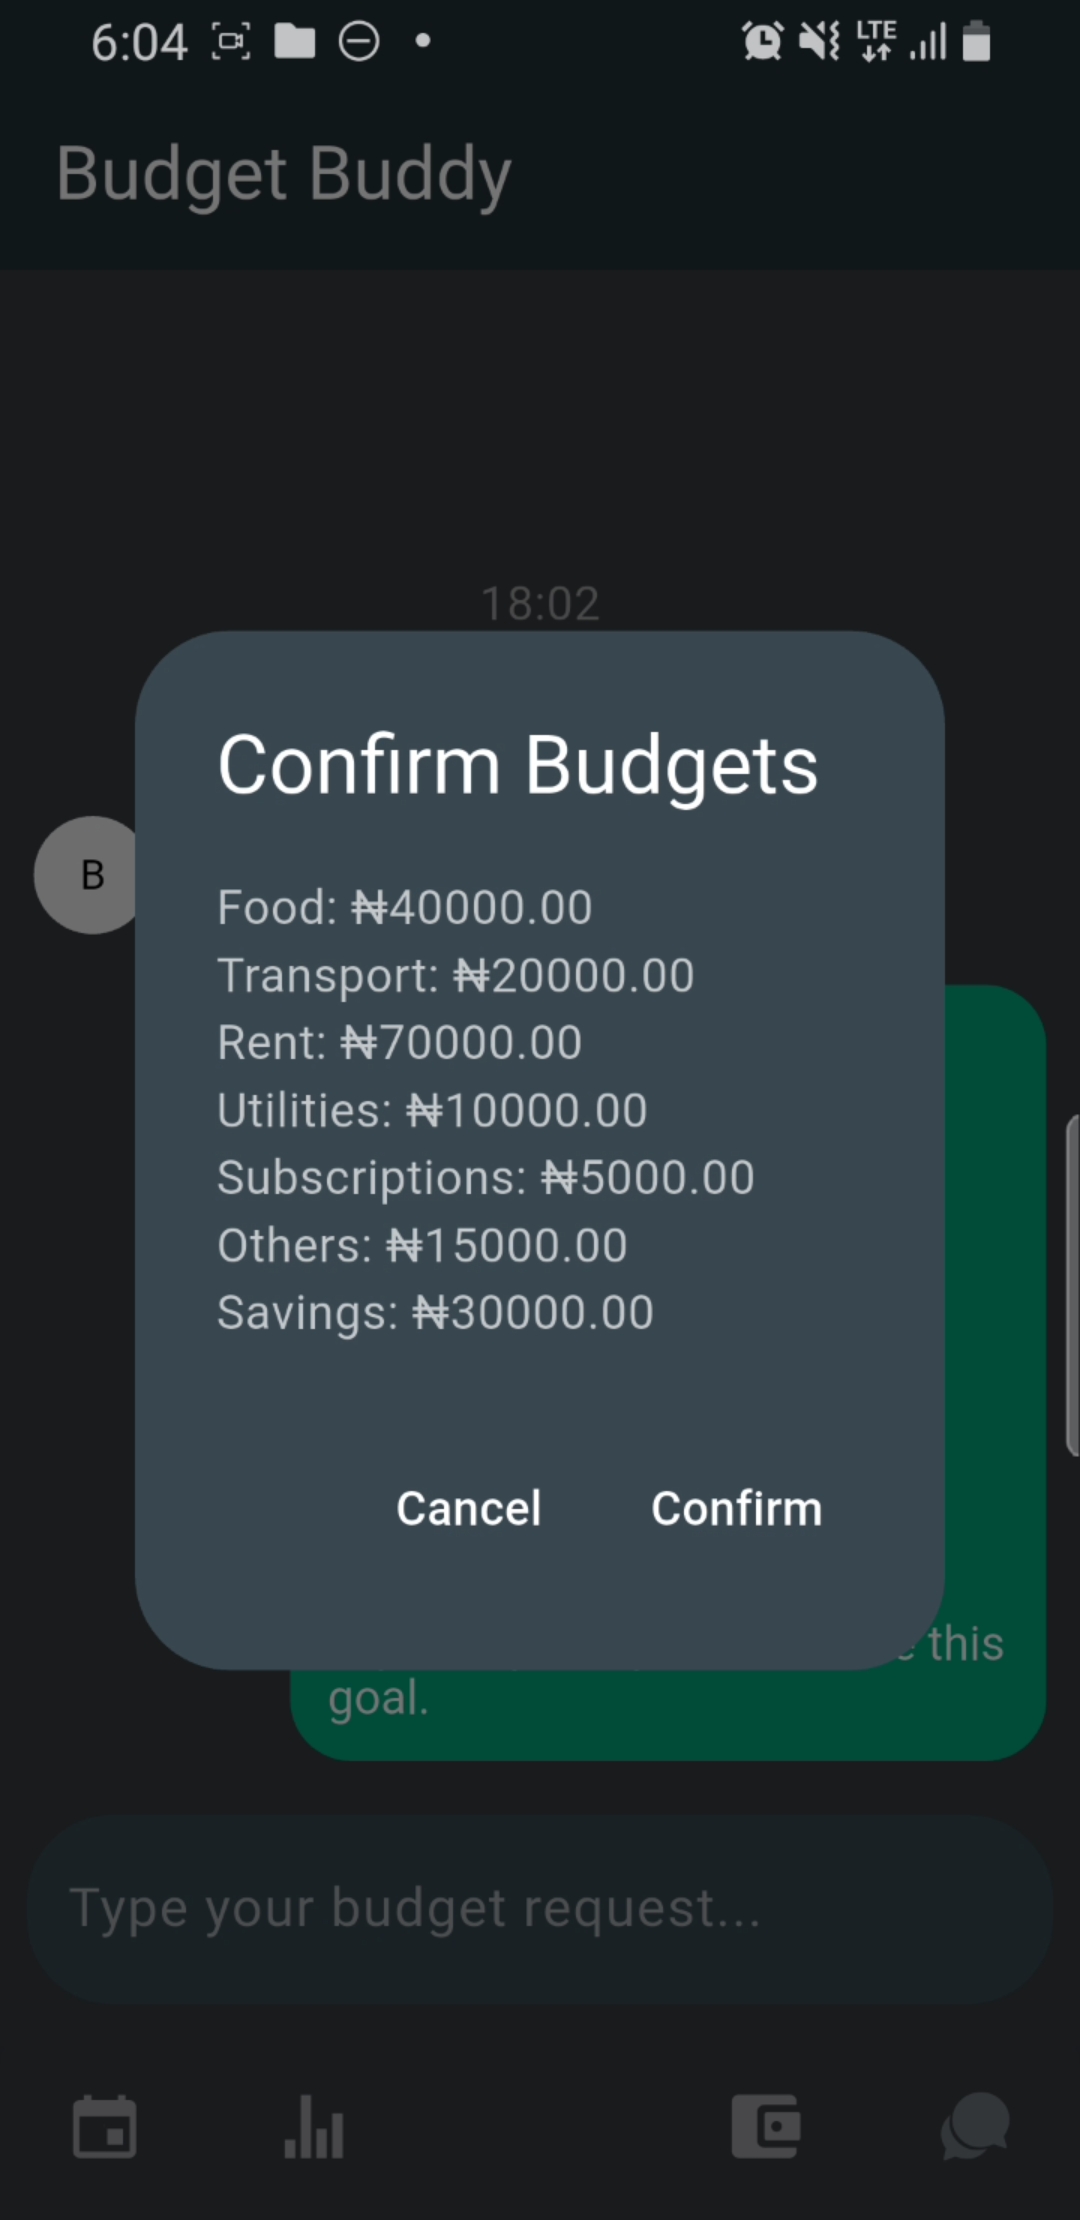 6:04
LTE
Budget Buddy
18:02
B
Confirm Budgets
Food: ₦40000.00
Transport: ₦20000.00
Rent: ₦70000.00
Utilities: ₦10000.00
Subscriptions: ₦5000.00
Others: ₦15000.00
Savings: ₦30000.00
Cancel Confirm
this
goal.
Type your budget request...